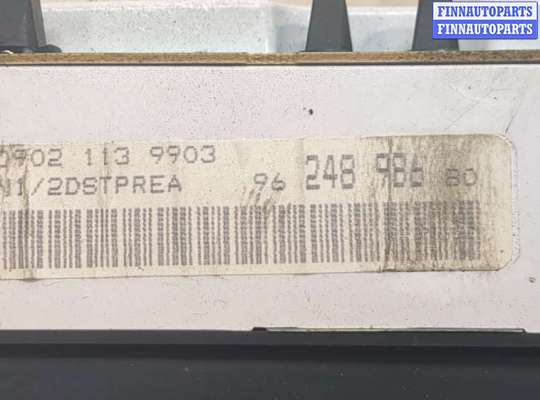 FINNAUTOPARTS
FINNAUTOPARTS
0902 113 9903
N1/2DSTPREA 96 248 986 80